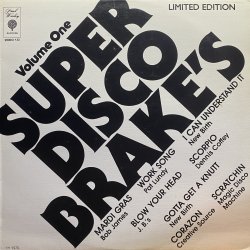 LIMITED EDITION
Volume One
SUPER
DISCO
BRAKE'S
I CAN UNDERSTAND IT
New Birth
SCORPIO
Dennis Coffey
WORK SONG
Pat Lundy
MARDI GRAS
Bob James
BLOW YOUR HEAD
J.B.s
GOTTA GET A KNUTT
New Birth
CORAZON
Creative Source
SCRATCHIN
Magic Disco
Machine